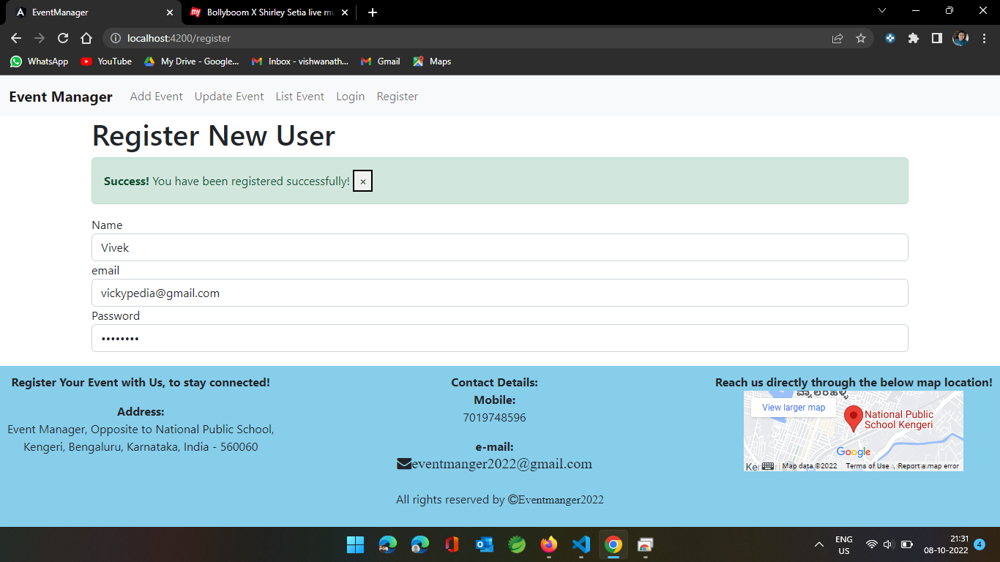 EventManager
Bollyboom X Shirley Setia live mu
localhost:4200/register
WhatsApp
YouTube
My Drive - Google...
Inbox - vishwanath...
Gmail
Maps
Event Manager
Add Event
Update Event
List Event
Login
Register
Register New User
Success! You have been registered successfully! ×
Name
Vivek
email
vickypedia@gmail.com
Password
••••••••
Register Your Event with Us, to stay connected!
Address:
Event Manager, Opposite to National Public School,
Kengeri, Bengaluru, Karnataka, India - 560060
Contact Details:
Mobile:
7019748596
e-mail:
eventmanger2022@gmail.com
All rights reserved by ©Eventmanger2022
Reach us directly through the below map location!
View larger map
National Public
School Kengeri
Google
Map data ©2022
Terms of Use
Report a map error
ENG
US
21:31
08-10-2022
4